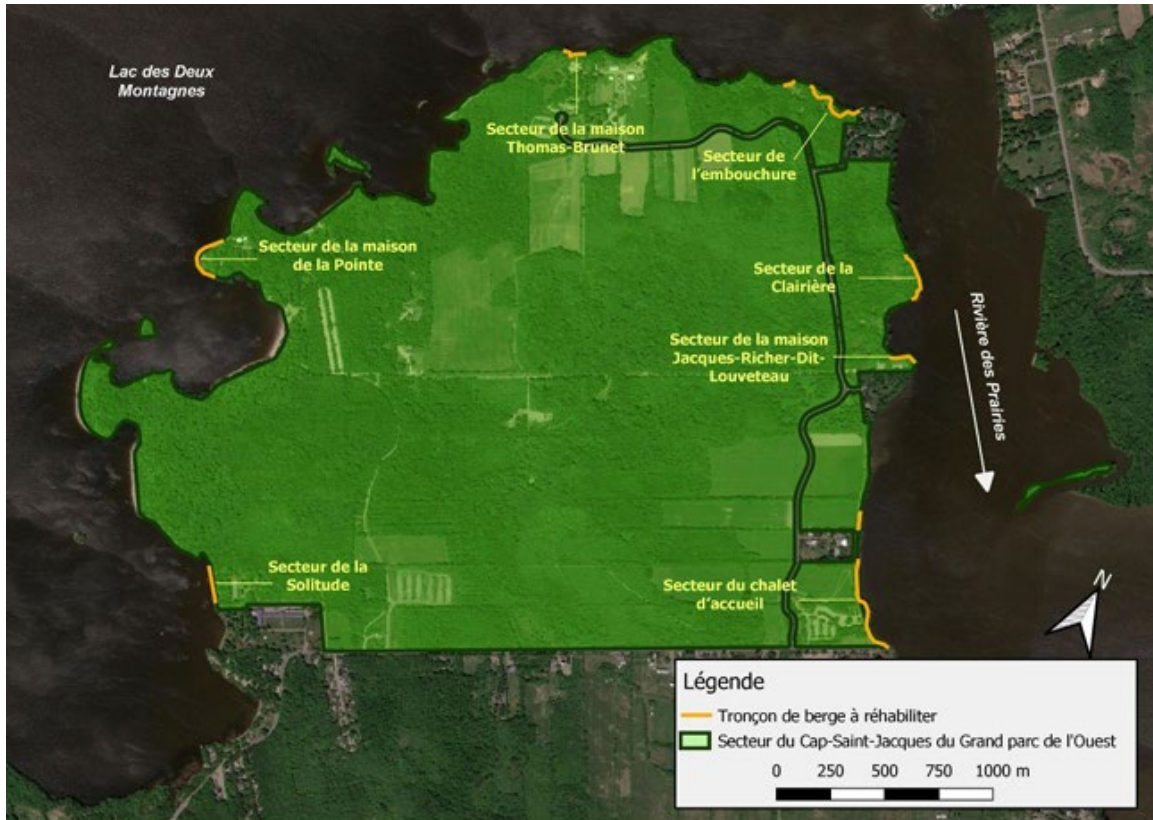 Lac des Deux
Montagnes
Secteur de la maison
Thomas-Brunet
Secteur de
l'embouchure
Secteur de la maison
de la Pointe
Secteur de la
Clairière
Secteur de la maison
Jacques-Richer-Dit-
Louveteau
Rivière des Prairies
Secteur de la
Solitude
Secteur du chalet
d'accueil
N
Légende
Tronçon de berge à réhabiliter
Secteur du Cap-Saint-Jacques du Grand parc de l'Ouest
0 250 500 750 1000 m